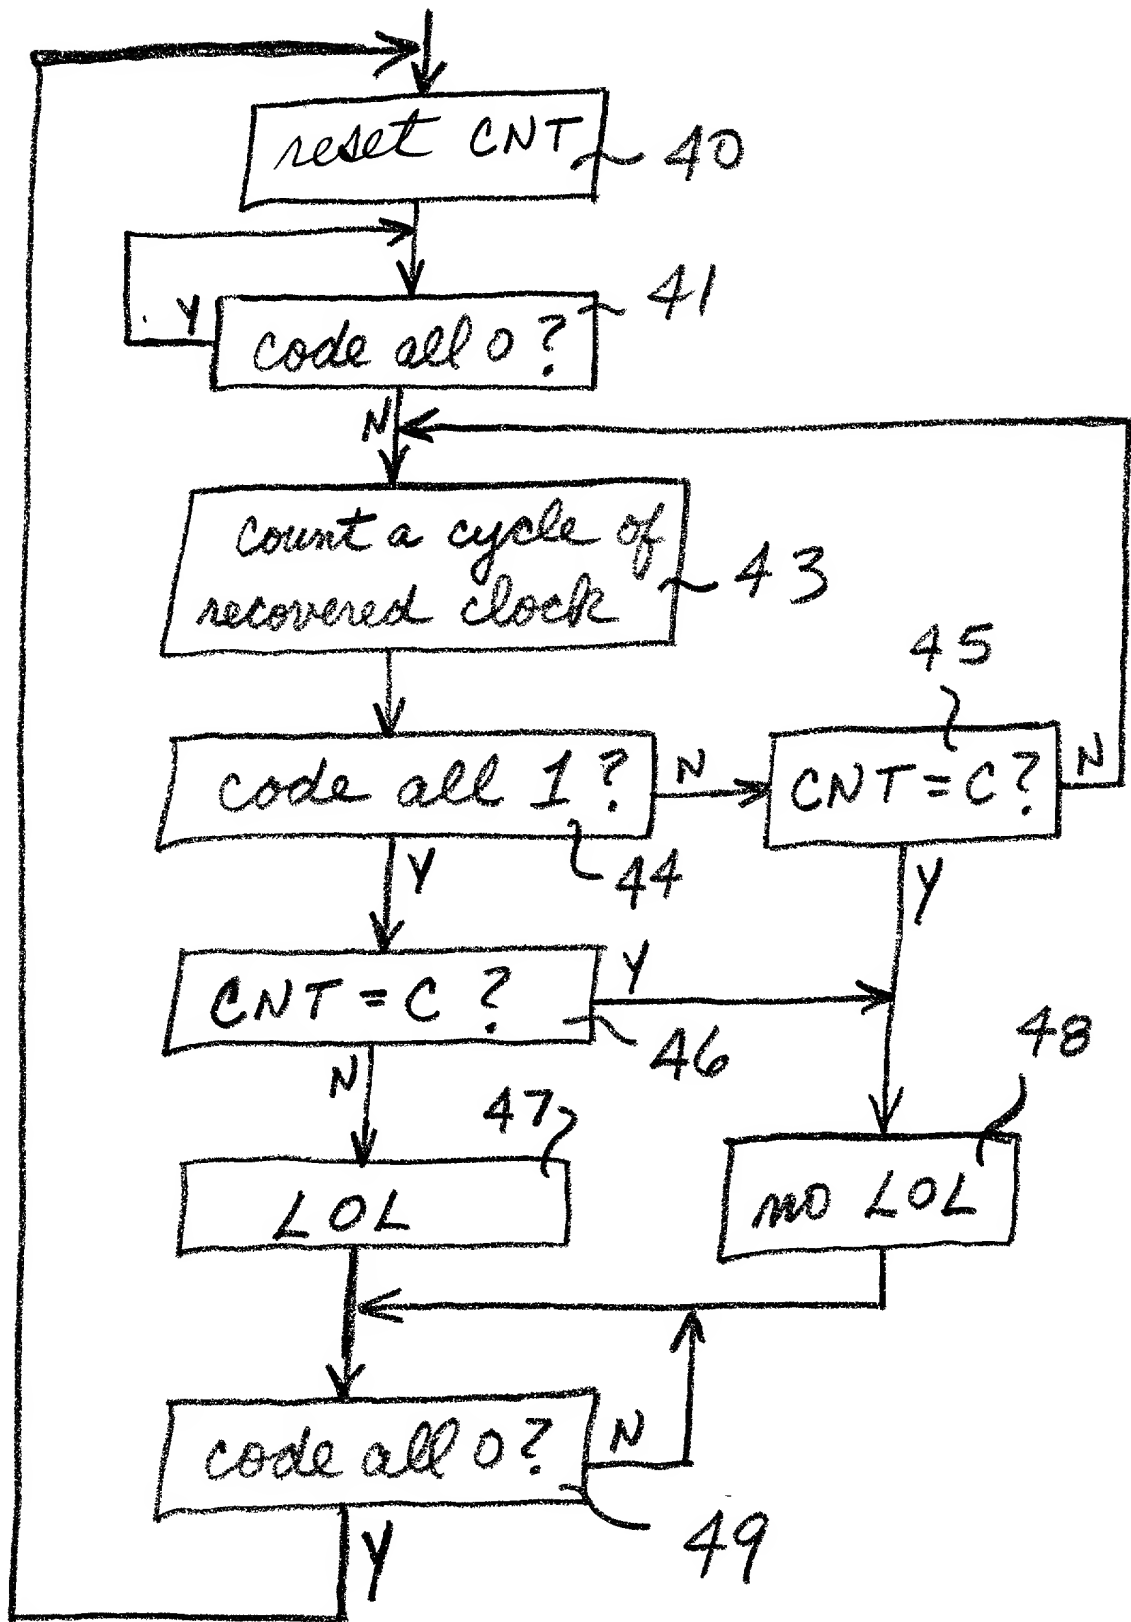 reset CNT
40
41
Y
code all 0 ?
N
count a cycle of
recovered clock
43
45
code all 1 ?
N
CNT = C ?
N
44
Y
Y
CNT = C ?
Y
46
48
N
47
LOL
no LOL
code all 0 ?
N
49
Y